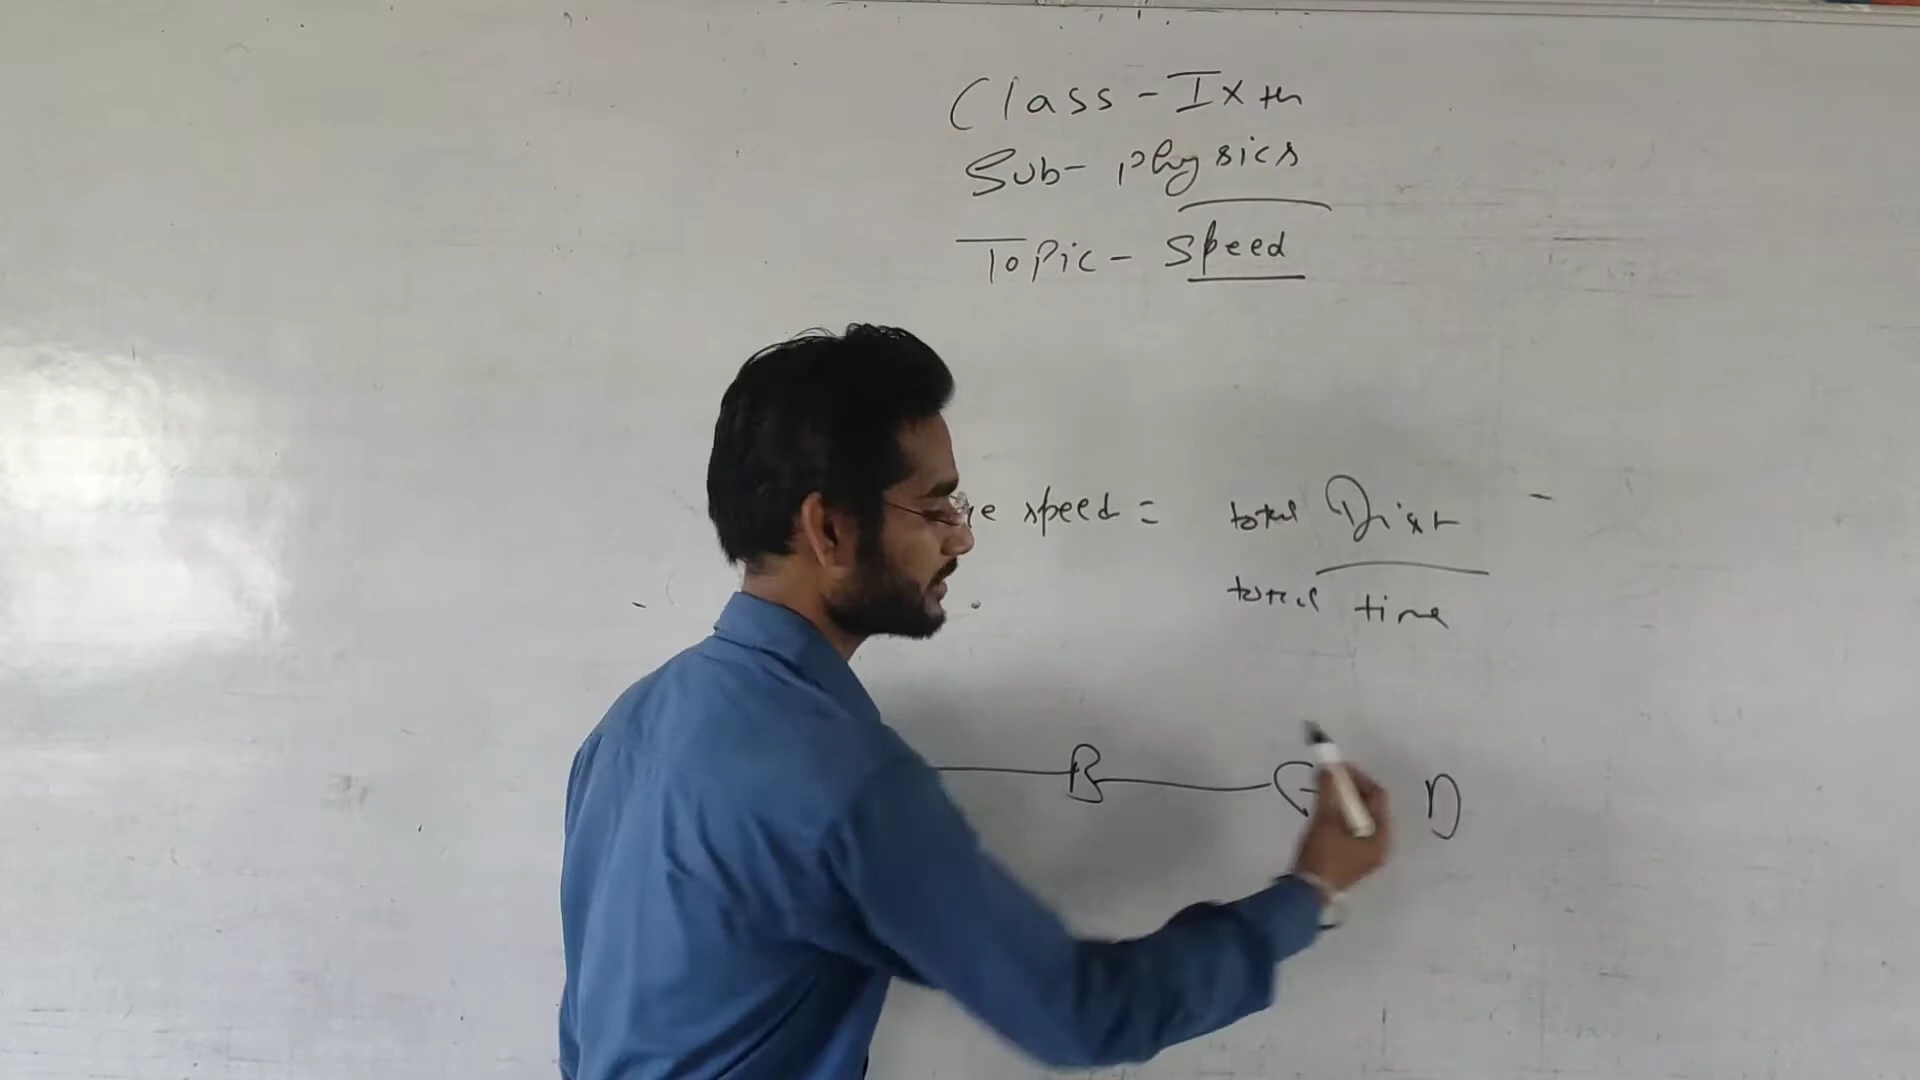 Class - IXth
Sub- physics
Topic - Speed
e speed = total Dist
total time
B D